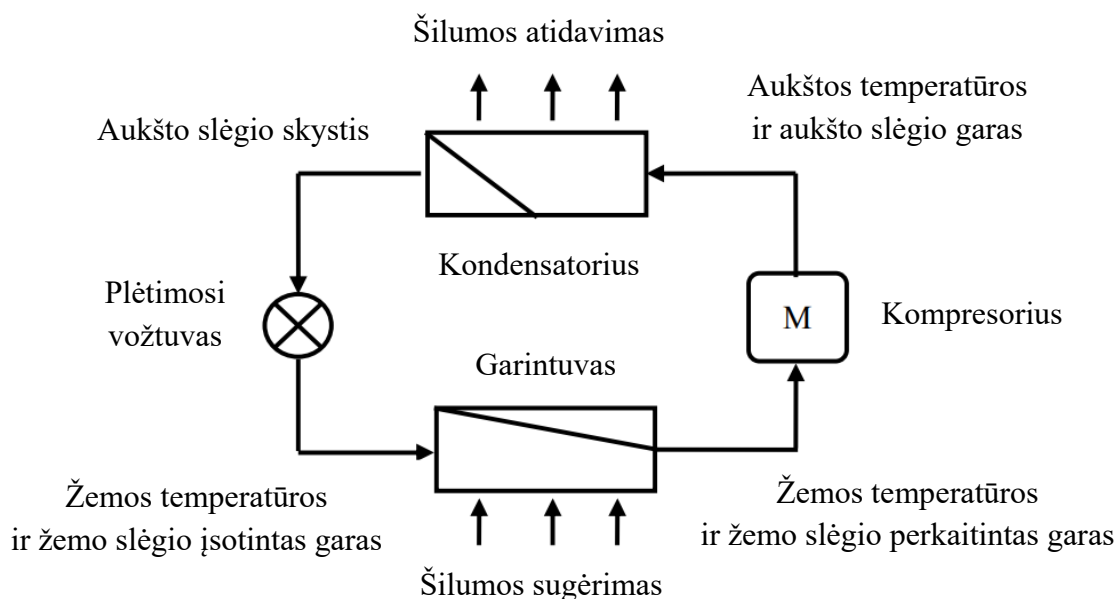 Šilumos atidavimas
Aukšto slėgio skystis
Aukštos temperatūros
ir aukšto slėgio garas
Kondensatorius
Plėtimosi
vožtuvas
M
Kompresorius
Garintuvas
Žemos temperatūros
ir žemo slėgio įsotintas garas
Žemos temperatūros
ir žemo slėgio perkaitintas garas
Šilumos sugėrimas